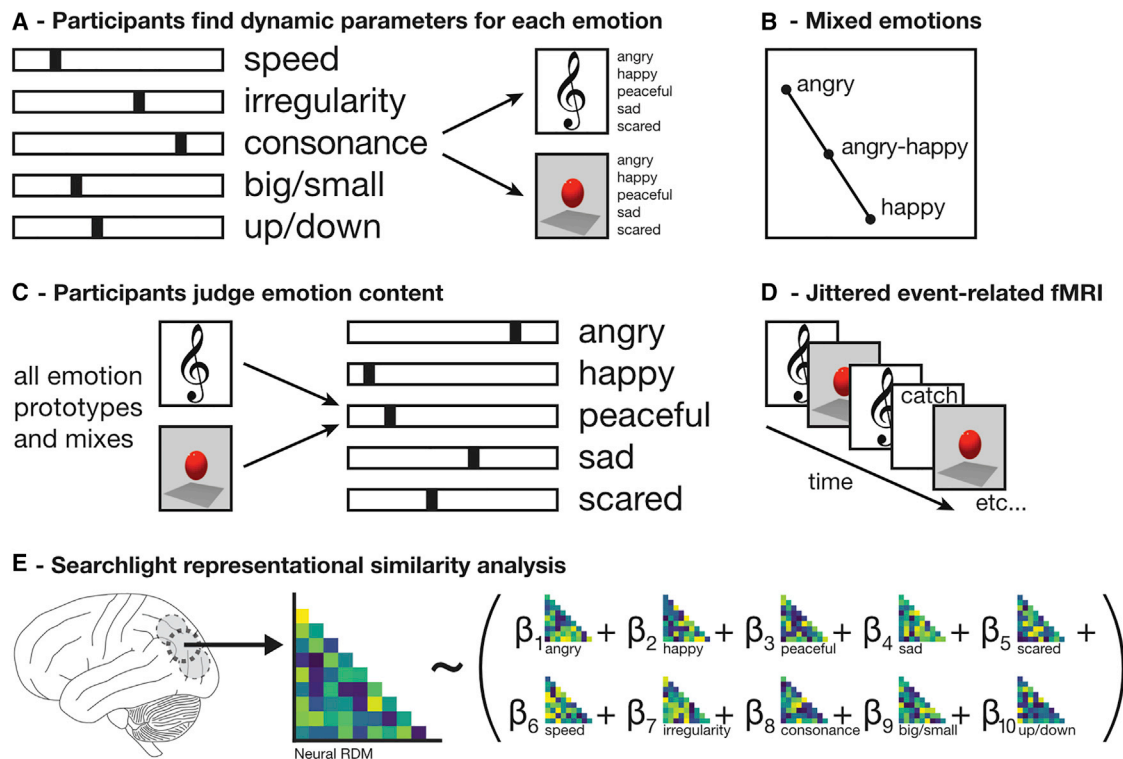 A - Participants find dynamic parameters for each emotion
speed
irregularity
consonance
big/small
up/down
angry
happy
peaceful
sad
scared
angry
happy
peaceful
sad
scared
B - Mixed emotions
angry
angry-happy
happy
C - Participants judge emotion content
all emotion
prototypes
and mixes
angry
happy
peaceful
sad
scared
D - Jittered event-related fMRI
catch
time
etc...
E - Searchlight representational similarity analysis
Neural RDM
~
β1 angry + β2 happy + β3 peaceful + β4 sad + β5 scared +
β6 speed + β7 irregularity + β8 consonance + β9 big/small + β10 up/down